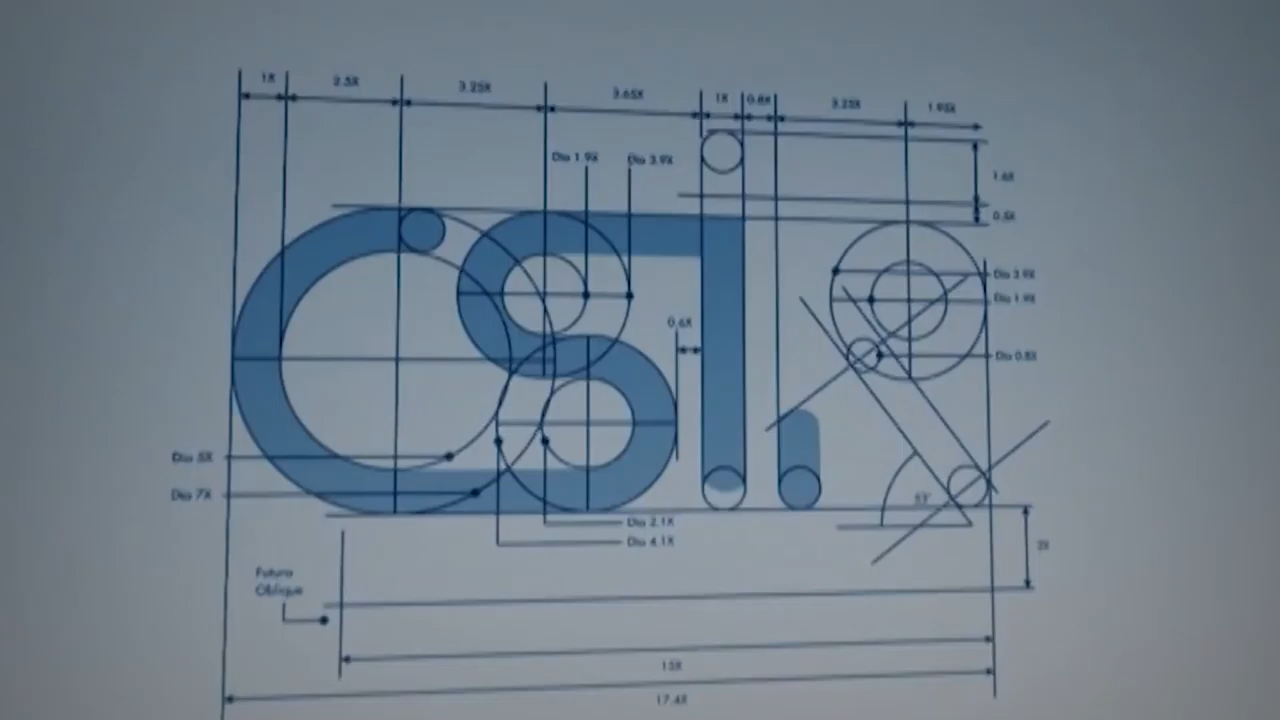 1X 2.5X 3.25X 3.65X 1X 0.8X 3.25X 1.95X
Dia 1.9X Dia 3.9X
1.6X
0.5X
Dia 3.9X
Dia 1.9X
0.6X
Dia 0.8X
Dia 5X
Dia 7X
53°
Dia 2.1X
Dia 4.1X
2X
Futura
Oblique
15X
17.4X